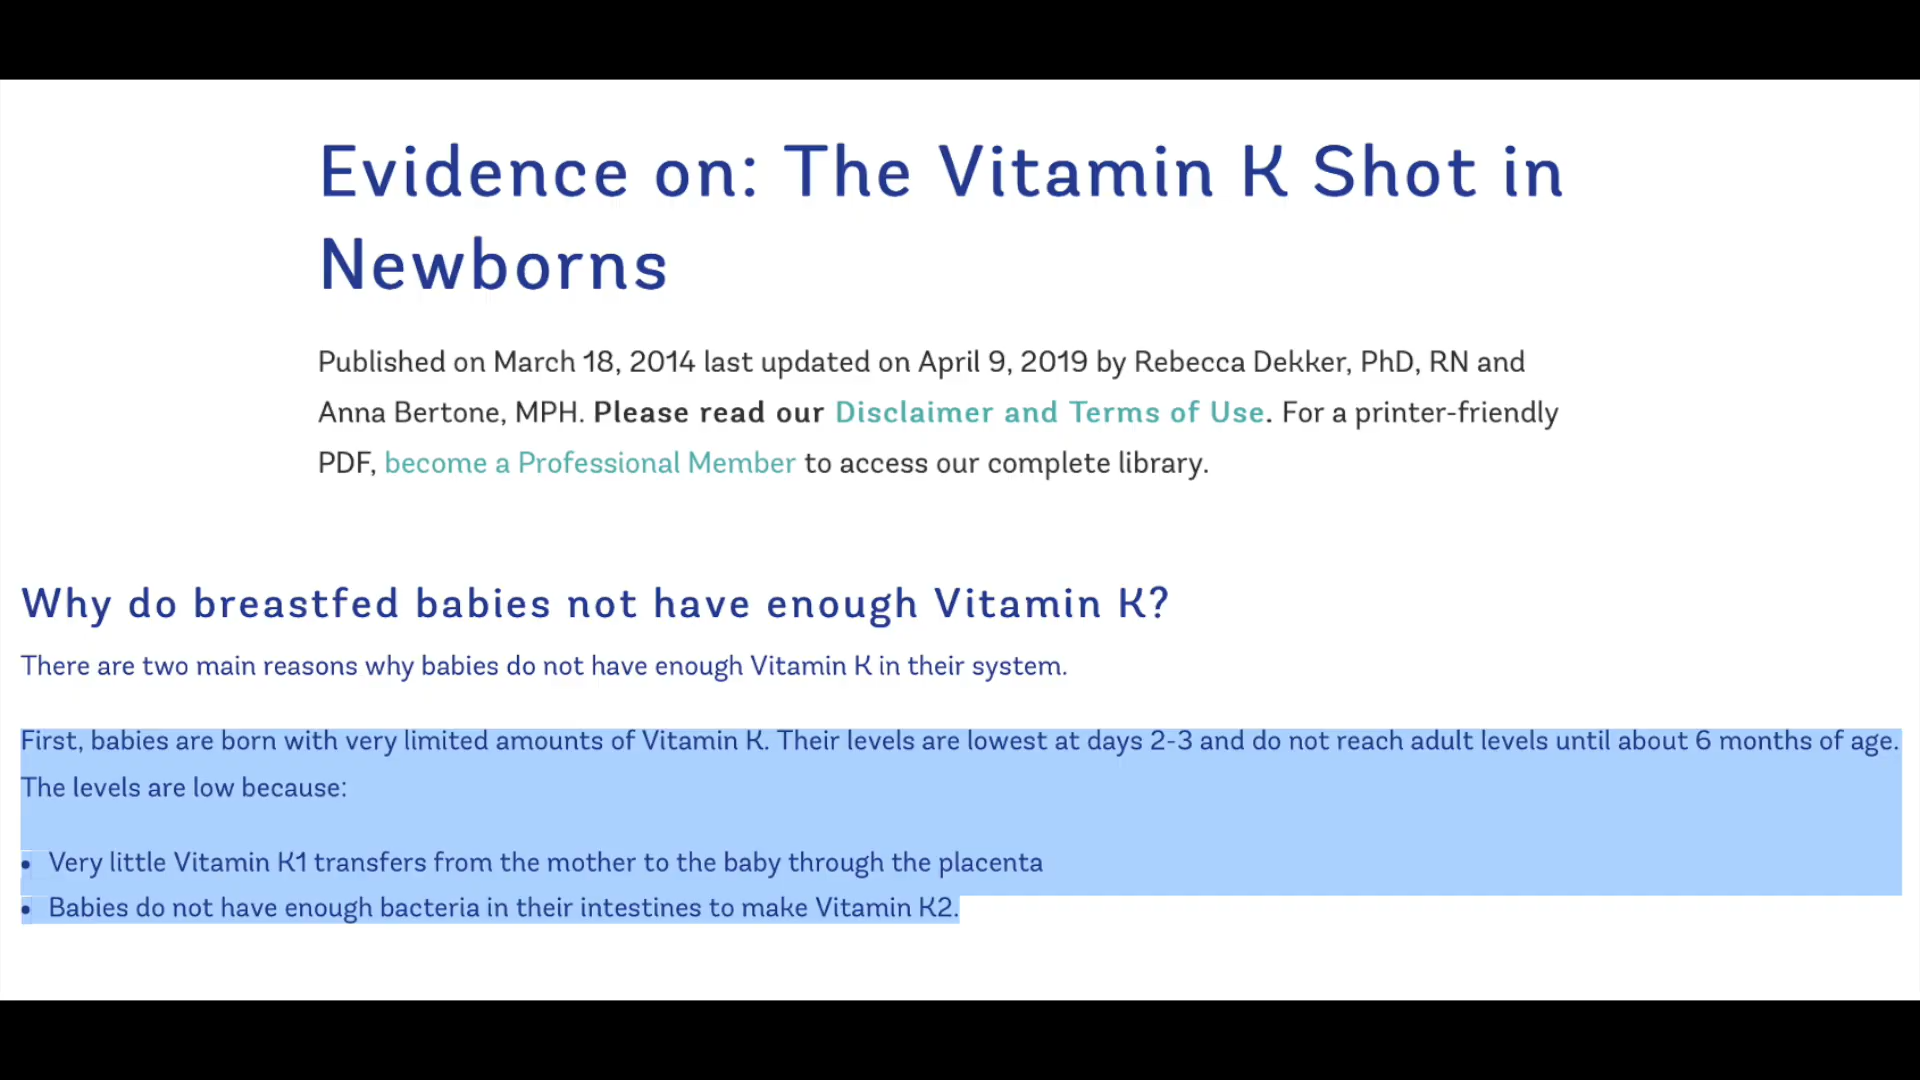 Evidence on: The Vitamin K Shot in
Newborns
Published on March 18, 2014 last updated on April 9, 2019 by Rebecca Dekker, PhD, RN and
Anna Bertone, MPH. Please read our Disclaimer and Terms of Use. For a printer-friendly
PDF, become a Professional Member to access our complete library.
Why do breastfed babies not have enough Vitamin K?
There are two main reasons why babies do not have enough Vitamin K in their system.
First, babies are born with very limited amounts of Vitamin K. Their levels are lowest at days 2-3 and do not reach adult levels until about 6 months of age.
The levels are low because:
• Very little Vitamin K1 transfers from the mother to the baby through the placenta
• Babies do not have enough bacteria in their intestines to make Vitamin K2.